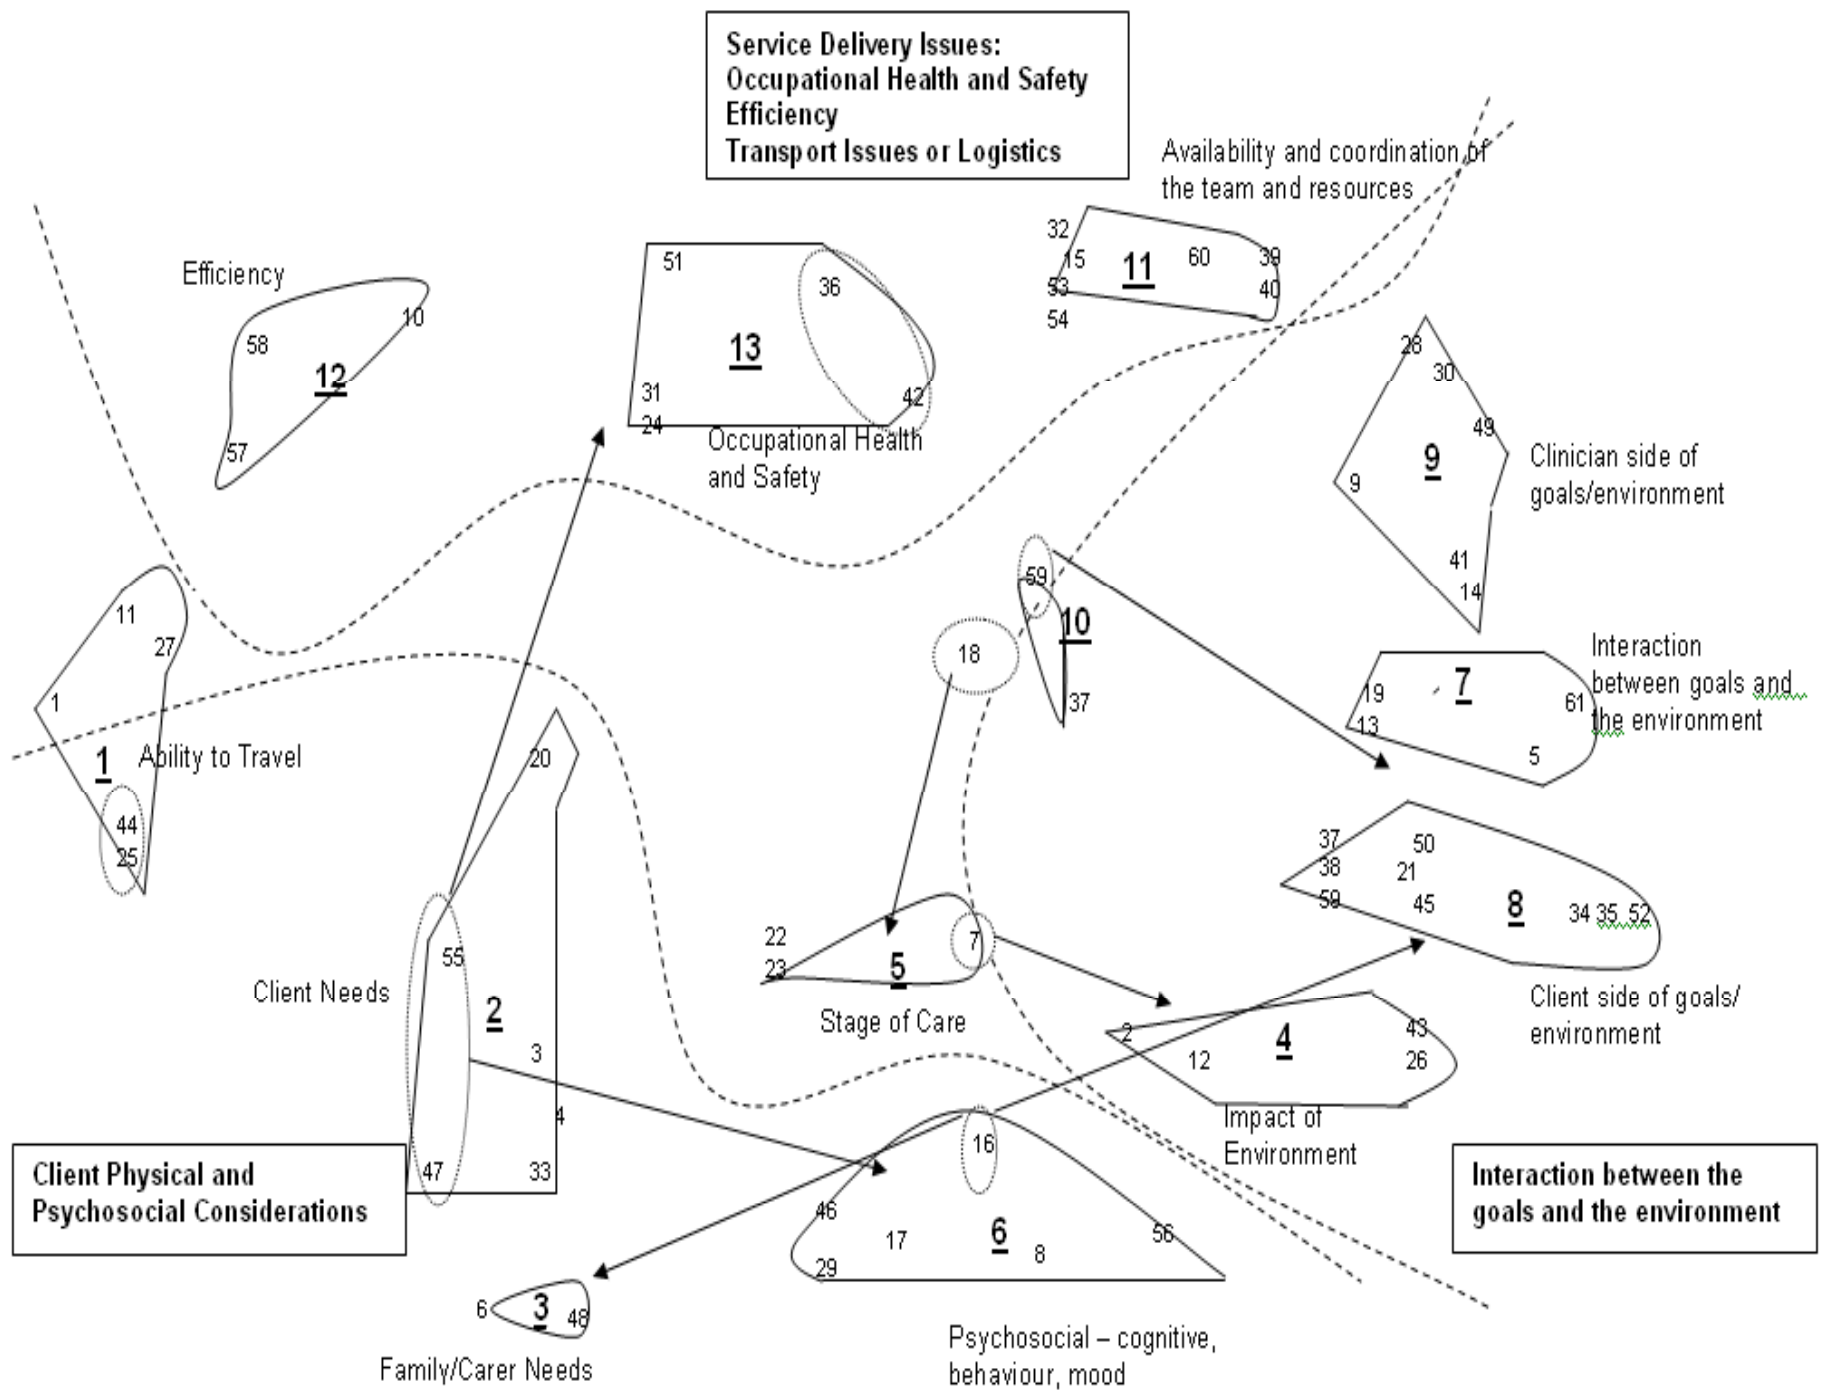 Service Delivery Issues:
Occupational Health and Safety
Efficiency
Transport Issues or Logistics
Availability and coordination of
the team and resources
32
15
11
60
39
53
40
54
Efficiency
58
10
12
57
51
36
13
31
42
24
Occupational Health
and Safety
28
30
49
9
9
41
14
Clinician side of
goals/environment
59
10
18
37
11
27
1
1
Ability to Travel
44
25
Interaction
between goals and
the environment
19
7
61
13
5
20
55
Client Needs
2
3
4
47
33
37
50
38
21
59
45
8
34 35 52
Client side of goals/
environment
22
7
23
5
Stage of Care
2
43
4
12
26
Impact of
Environment
Client Physical and
Psychosocial Considerations
Interaction between the
goals and the environment
16
46
17
6
8
56
29
6
3
48
Family/Carer Needs
Psychosocial – cognitive,
behaviour, mood